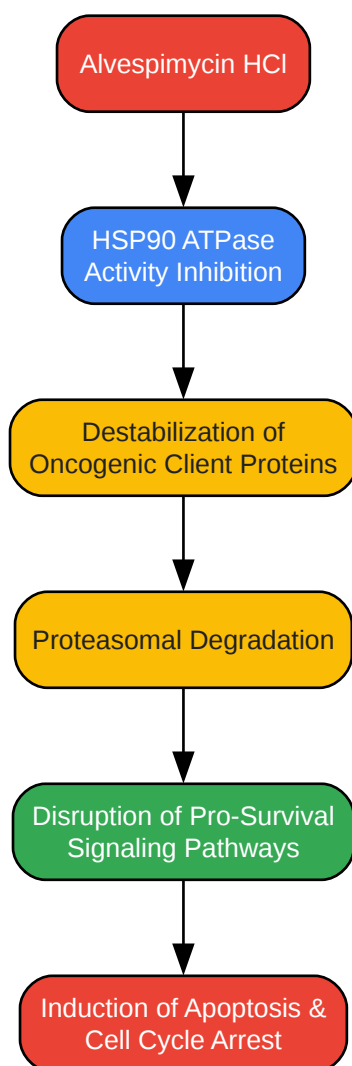 Alvespimycin HCl
HSP90 ATPase
Activity Inhibition
Destabilization of
Oncogenic Client Proteins
Proteasomal Degradation
Disruption of Pro-Survival
Signaling Pathways
Induction of Apoptosis &
Cell Cycle Arrest